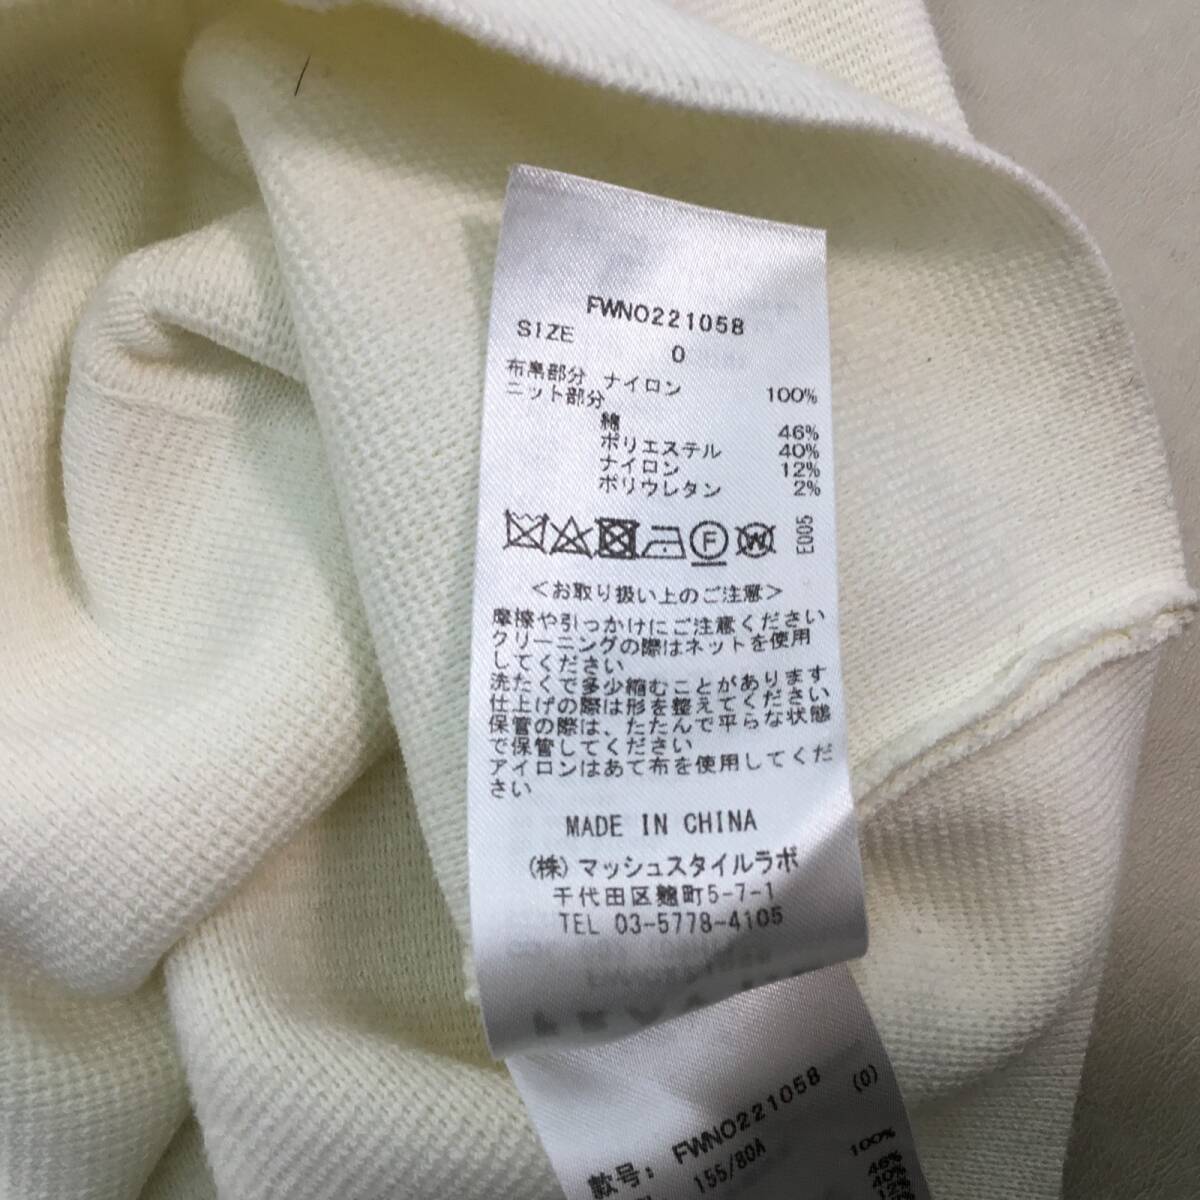 FWNO221058
SIZE 0
布帛部分 ナイロン 100%
ニット部分
綿 46%
ポリエステル 40%
ナイロン 12%
ポリウレタン 2%
F W E005
＜お取り扱い上のご注意＞
摩擦や引っかけにご注意ください
クリーニングの際はネットを使用
してください
洗たくで多少縮むことがあります
仕上げの際は形を整えてください
保管の際は、たたんで平らな状態
で保管してください
アイロンはあて布を使用してくだ
さい
MADE IN CHINA
(株)マッシュスタイルラボ
千代田区麹町5-7-1
TEL 03-5778-4105
款号: FWNO221058 (0)
155/80A
100%
46%
40%